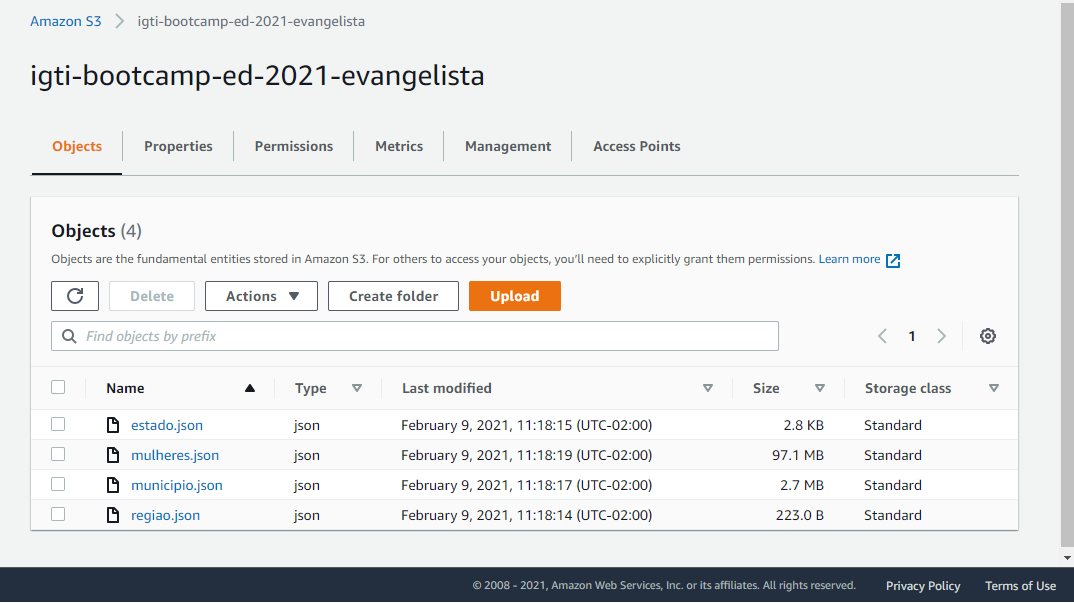 Amazon S3 > igti-bootcamp-ed-2021-evangelista
igti-bootcamp-ed-2021-evangelista
Objects Properties Permissions Metrics Management Access Points
Objects (4)
Objects are the fundamental entities stored in Amazon S3. For others to access your objects, you'll need to explicitly grant them permissions. Learn more
Delete Actions Create folder Upload
Find objects by prefix 1
Name Type Last modified Size Storage class
estado.json json February 9, 2021, 11:18:15 (UTC-02:00) 2.8 KB Standard
mulheres.json json February 9, 2021, 11:18:19 (UTC-02:00) 97.1 MB Standard
municipio.json json February 9, 2021, 11:18:17 (UTC-02:00) 2.7 MB Standard
regiao.json json February 9, 2021, 11:18:14 (UTC-02:00) 223.0 B Standard
© 2008 - 2021, Amazon Web Services, Inc. or its affiliates. All rights reserved. Privacy Policy Terms of Use